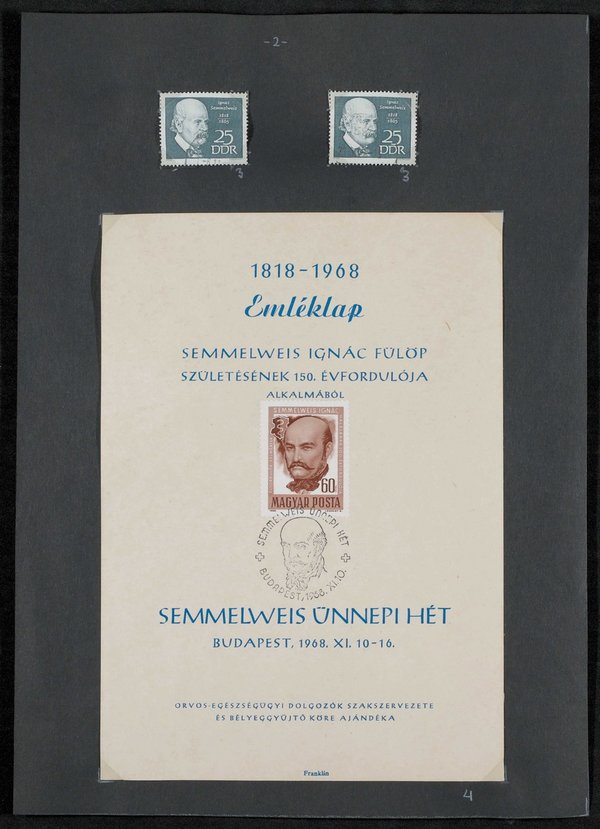 -2-
Ignaz
Semmelweis
1818
1865
25
DDR
3
Ignaz
Semmelweis
1818
1865
25
DDR
3
1818-1968
Emléklap
SEMMELWEIS IGNÁC FÜLÖP
SZÜLETÉSÉNEK 150. ÉVFORDULÓJA
ALKALMÁBÓL
SEMMELWEIS IGNÁC
60
MAGYAR POSTA
SEMMELWEIS ÜNNEPI HÉT
BUDAPEST, 1968. XI. 10.
SEMMELWEIS ÜNNEPI HÉT
BUDAPEST, 1968. XI. 10-16.
ORVOS-EGÉSZSÉGÜGYI DOLGOZÓK SZAKSZERVEZETE
ÉS BÉLYEGGYŰJTŐ KÖRE AJÁNDÉKA
Franklin
4